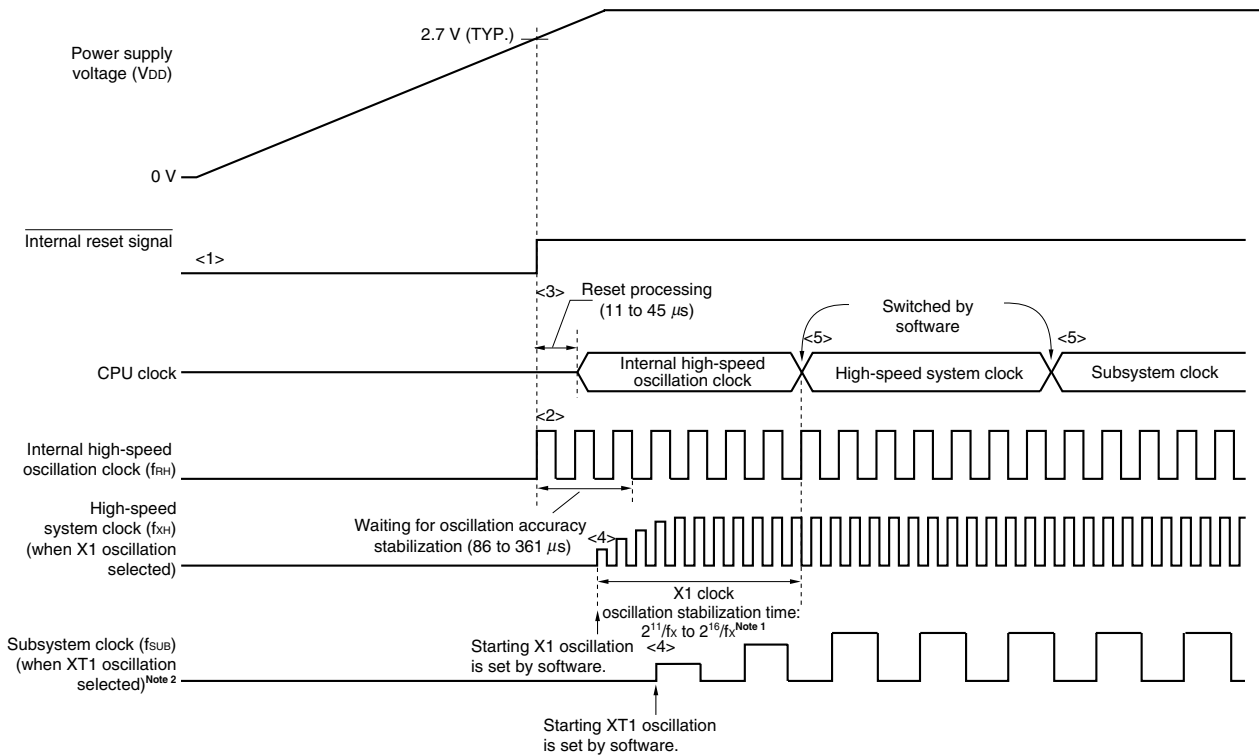 2.7 V (TYP.)
Power supply
voltage (VDD)
0 V
Internal reset signal
<1>
<3>
Reset processing
(11 to 45 μs)
Switched by
software
<5>
<5>
CPU clock
Internal high-speed
oscillation clock
High-speed system clock
Subsystem clock
<2>
Internal high-speed
oscillation clock (fRH)
High-speed
system clock (fXH)
(when X1 oscillation
selected)
Waiting for oscillation accuracy
stabilization (86 to 361 μs)
<4>
X1 clock
oscillation stabilization time:
2¹¹/fX to 2¹⁶/fX Note 1
Starting X1 oscillation
is set by software.
<4>
Subsystem clock (fSUB)
(when XT1 oscillation
selected) Note 2
Starting XT1 oscillation
is set by software.